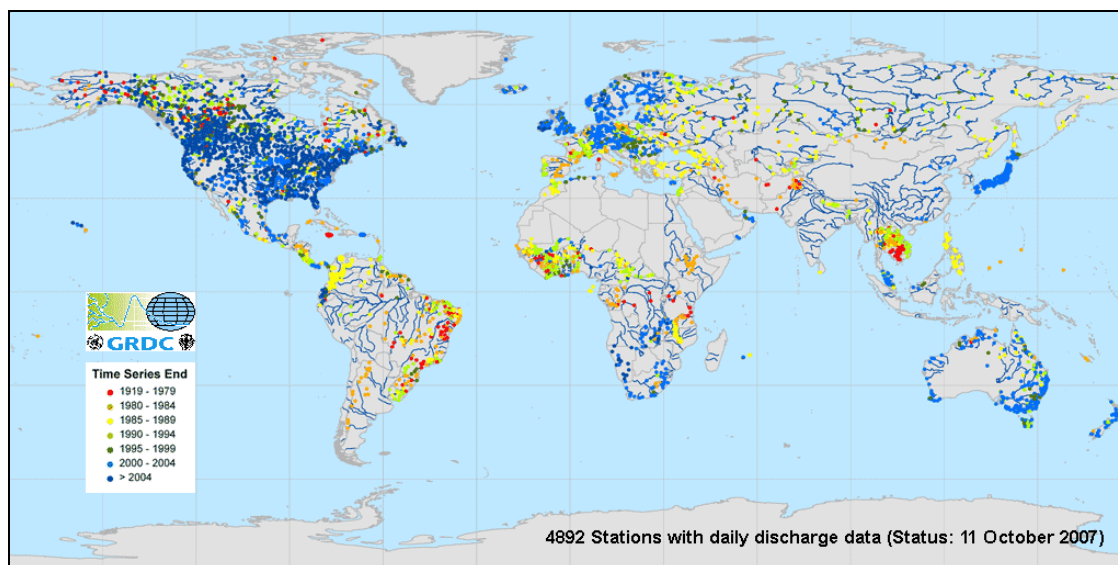 GRDC
Time Series End
1919 - 1979
1980 - 1984
1985 - 1989
1990 - 1994
1995 - 1999
2000 - 2004
> 2004
4892 Stations with daily discharge data (Status: 11 October 2007)